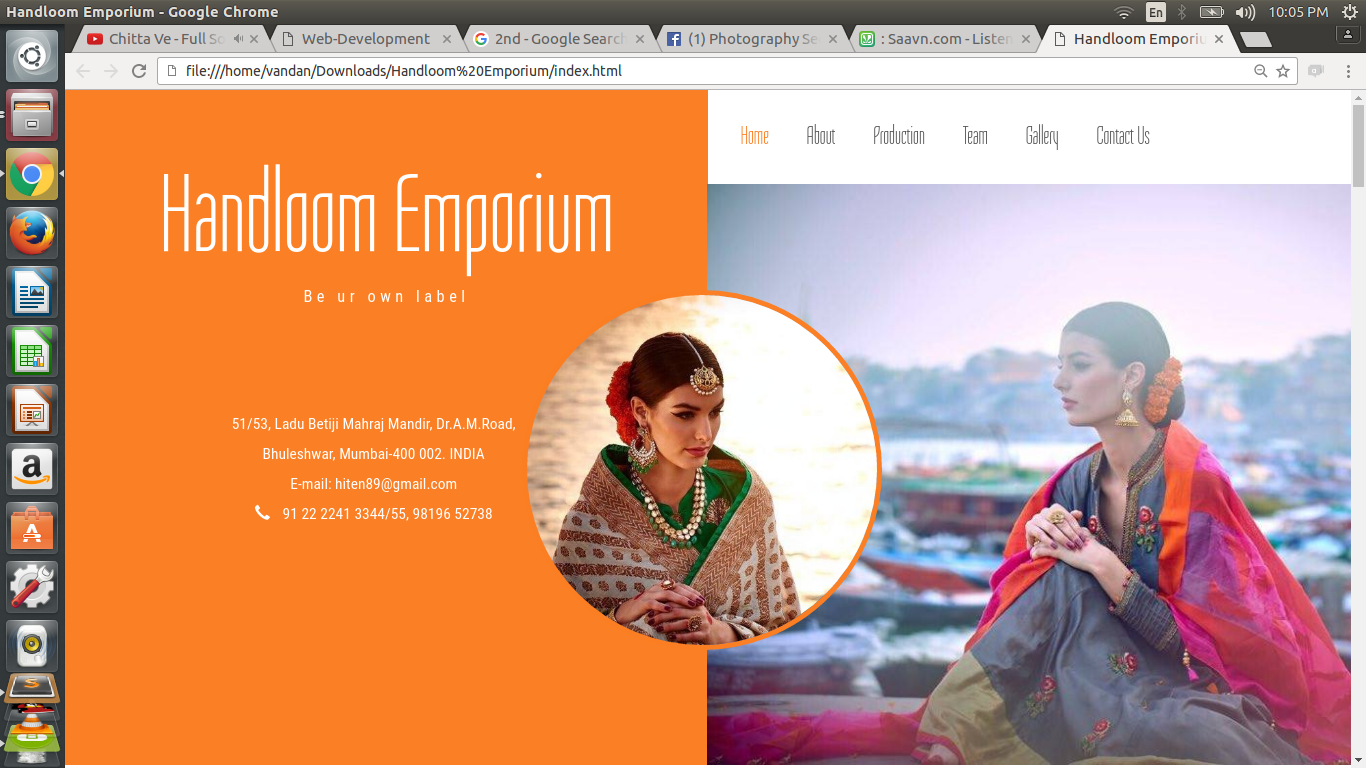 Handloom Emporium - Google Chrome
En
10:05 PM
Chitta Ve - Full So
Web-Development
2nd - Google Search
(1) Photography Se
: Saavn.com - Listen
Handloom Emporiu
file:///home/vandan/Downloads/Handloom%20Emporium/index.html
Home
About
Production
Team
Gallery
Contact Us
Handloom Emporium
Be ur own label
51/53, Ladu Betiji Mahraj Mandir, Dr.A.M.Road,
Bhuleshwar, Mumbai-400 002. INDIA
E-mail: hiten89@gmail.com
91 22 2241 3344/55, 98196 52738